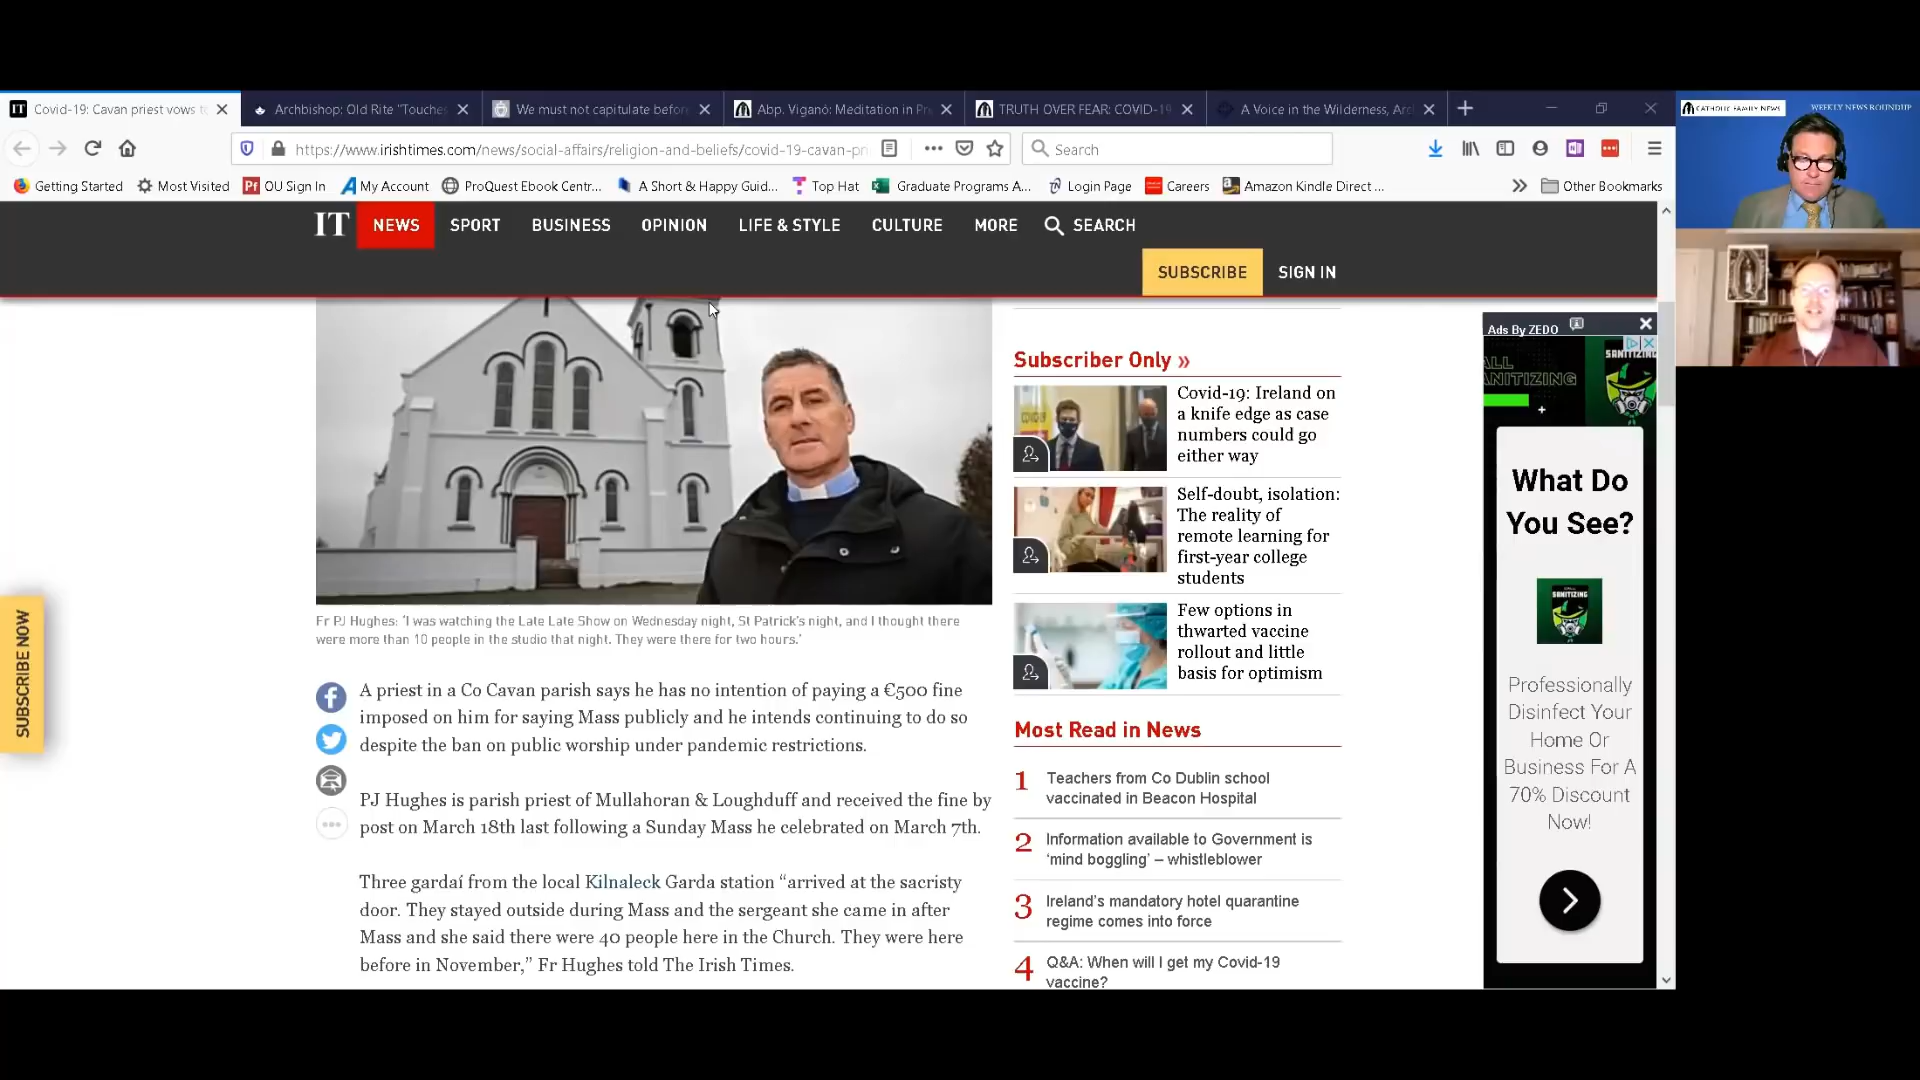 IT Covid-19: Cavan priest vows t
Archbishop: Old Rite "Touches
We must not capitulate befor
Abp. Viganò: Meditation in Pr
TRUTH OVER FEAR: COVID-19
A Voice in the Wilderness, Arc
CATHOLIC FAMILY NEWS
WEEKLY NEWS ROUNDUP
https://www.irishtimes.com/news/social-affairs/religion-and-beliefs/covid-19-cavan-pri
Search
Getting Started
Most Visited
OU Sign In
My Account
ProQuest Ebook Centr...
A Short & Happy Guid...
Top Hat
Graduate Programs A...
Login Page
Careers
Amazon Kindle Direct ...
Other Bookmarks
IT NEWS SPORT BUSINESS OPINION LIFE & STYLE CULTURE MORE SEARCH
SUBSCRIBE SIGN IN
SUBSCRIBE NOW
Fr PJ Hughes: 'I was watching the Late Late Show on Wednesday night, St Patrick's night, and I thought there
were more than 10 people in the studio that night. They were there for two hours.'
A priest in a Co Cavan parish says he has no intention of paying a €500 fine
imposed on him for saying Mass publicly and he intends continuing to do so
despite the ban on public worship under pandemic restrictions.
PJ Hughes is parish priest of Mullahoran & Loughduff and received the fine by
post on March 18th last following a Sunday Mass he celebrated on March 7th.
Three gardaí from the local Kilnaleck Garda station “arrived at the sacristy
door. They stayed outside during Mass and the sergeant she came in after
Mass and she said there were 40 people here in the Church. They were here
before in November,” Fr Hughes told The Irish Times.
Subscriber Only »
Covid-19: Ireland on
a knife edge as case
numbers could go
either way
Self-doubt, isolation:
The reality of
remote learning for
first-year college
students
Few options in
thwarted vaccine
rollout and little
basis for optimism
Most Read in News
1 Teachers from Co Dublin school
vaccinated in Beacon Hospital
2 Information available to Government is
‘mind boggling’ – whistleblower
3 Ireland’s mandatory hotel quarantine
regime comes into force
4 Q&A: When will I get my Covid-19
vaccine?
Ads By ZEDO
ALL
SANITIZING
What Do
You See?
SANITIZING
Professionally
Disinfect Your
Home Or
Business For A
70% Discount
Now!